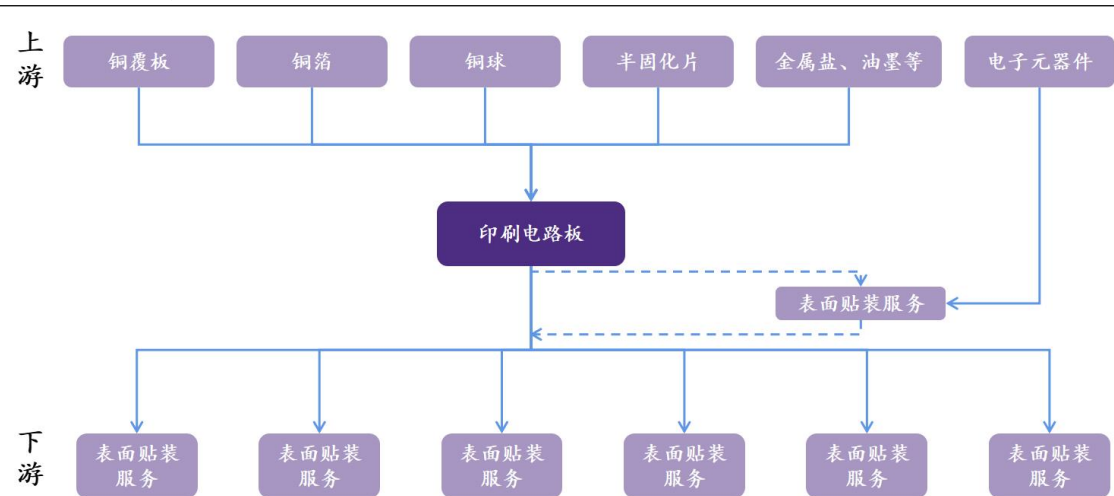 上游
铜覆板
铜箔
铜球
半固化片
金属盐、油墨等
电子元器件
印刷电路板
表面贴装服务
下游
表面贴装
服务
表面贴装
服务
表面贴装
服务
表面贴装
服务
表面贴装
服务
表面贴装
服务